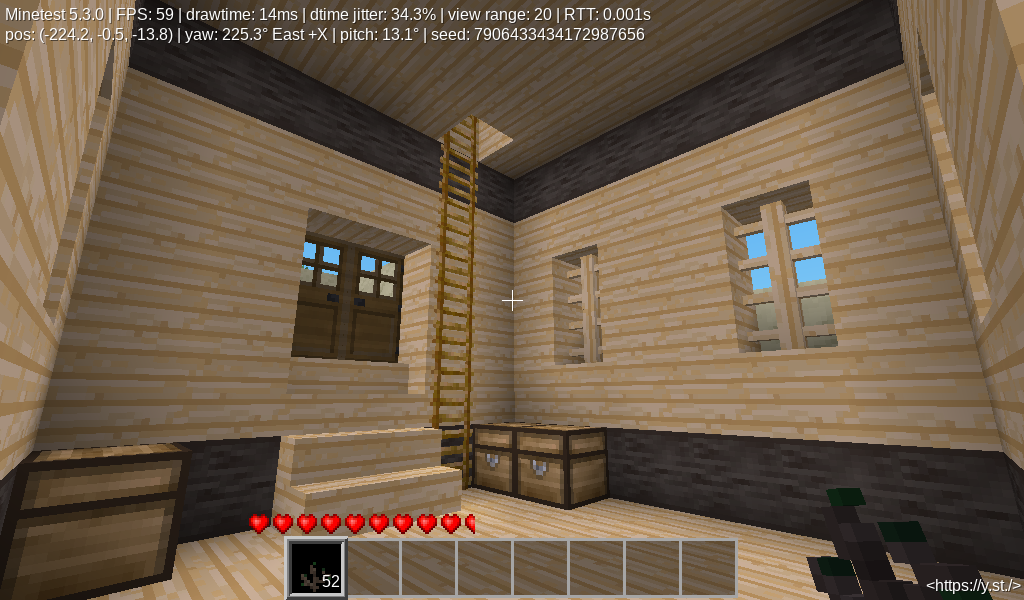 Minetest 5.3.0 | FPS: 59 | drawtime: 14ms | dtime jitter: 34.3% | view range: 20 | RTT: 0.001s
pos: (-224.2, -0.5, -13.8) | yaw: 225.3° East +X | pitch: 13.1° | seed: 7906433434172987656
52
<https://y.st./>